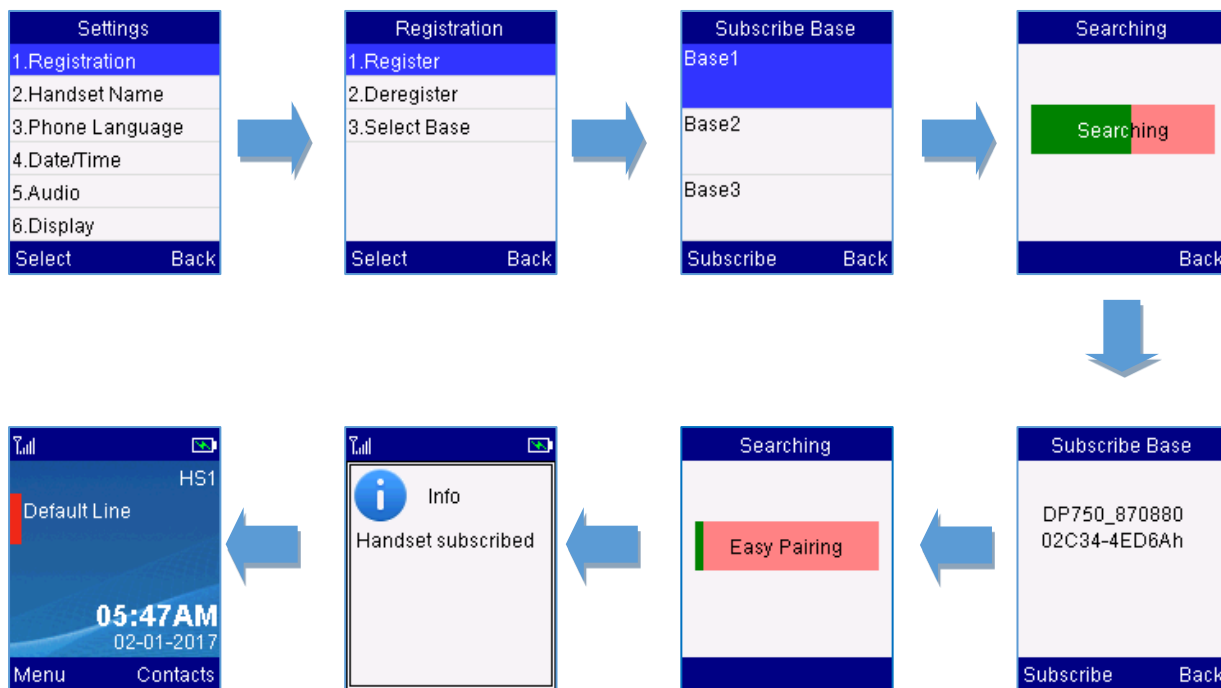 Settings
1.Registration
2.Handset Name
3.Phone Language
4.Date/Time
5.Audio
6.Display
Select Back
Registration
1.Register
2.Deregister
3.Select Base
Select Back
Subscribe Base
Base1
Base2
Base3
Subscribe Back
Searching
Searching
Back
Subscribe Base
DP750_870880
02C34-4ED6Ah
Subscribe Back
Searching
Easy Pairing
Info
Handset subscribed
HS1
Default Line
05:47AM
02-01-2017
Menu Contacts